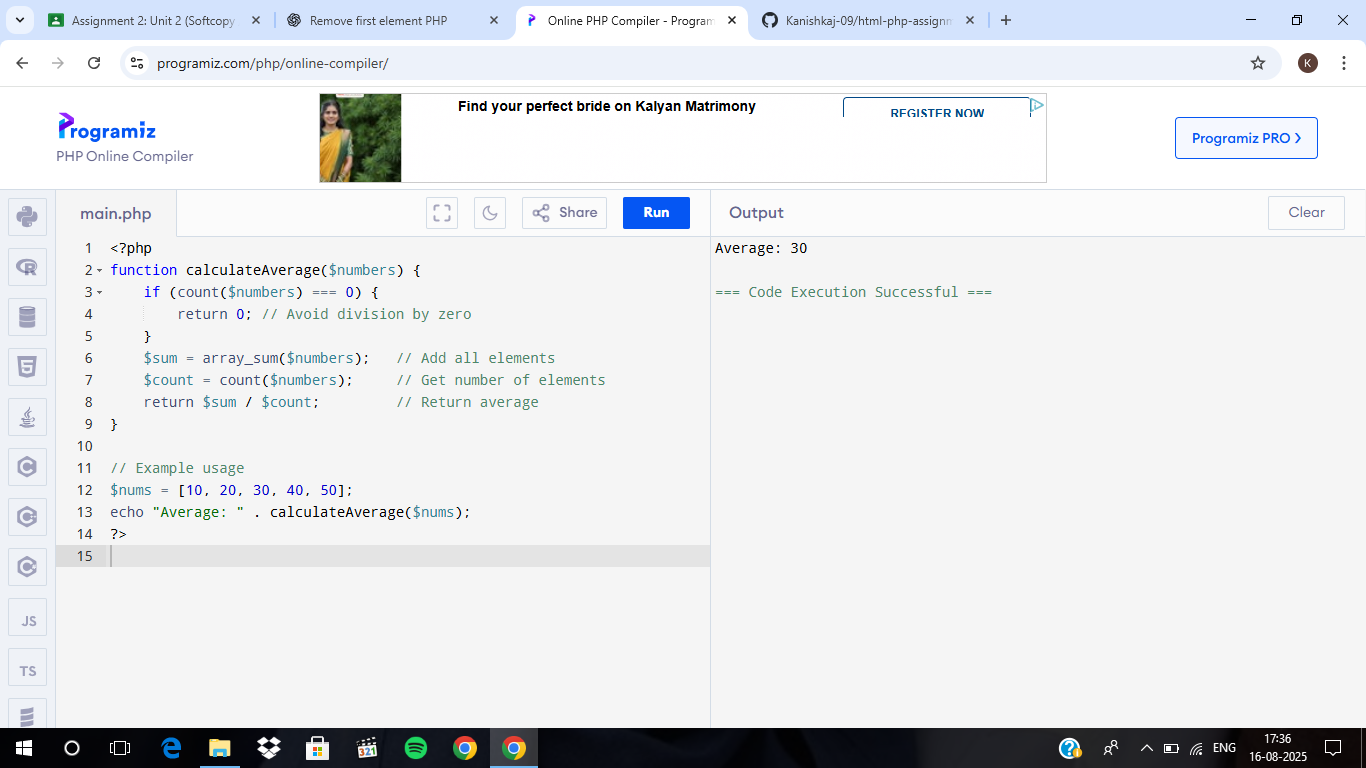 Assignment 2: Unit 2 (Softcopy
Remove first element PHP
Online PHP Compiler - Program
Kanishkaj-09/html-php-assignm
programiz.com/php/online-compiler/
K
Programiz
PHP Online Compiler
Find your perfect bride on Kalyan Matrimony
REGISTER NOW
Programiz PRO >
main.php
Share
Run
Output
Clear
1 <?php
2 function calculateAverage($numbers) {
3 if (count($numbers) === 0) {
4 return 0; // Avoid division by zero
5 }
6 $sum = array_sum($numbers); // Add all elements
7 $count = count($numbers); // Get number of elements
8 return $sum / $count; // Return average
9 }
10
11 // Example usage
12 $nums = [10, 20, 30, 40, 50];
13 echo "Average: " . calculateAverage($nums);
14 ?>
15
Average: 30
=== Code Execution Successful ===
JS
TS
321
ENG
17:36
16-08-2025